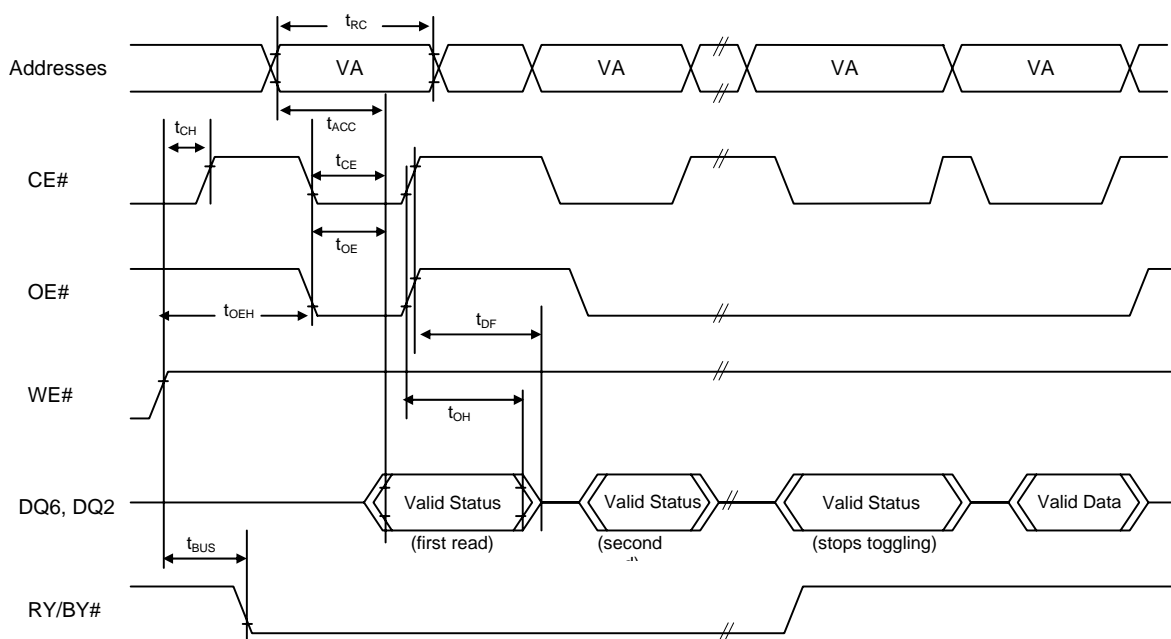 tRC
Addresses VA VA VA VA
tACC
tCH
tCE
CE#
tOE
OE#
tOEH
tDF
WE#
tOH
DQ6, DQ2 Valid Status Valid Status Valid Status Valid Data
(first read) (second (stops toggling)
tBUS
RY/BY#